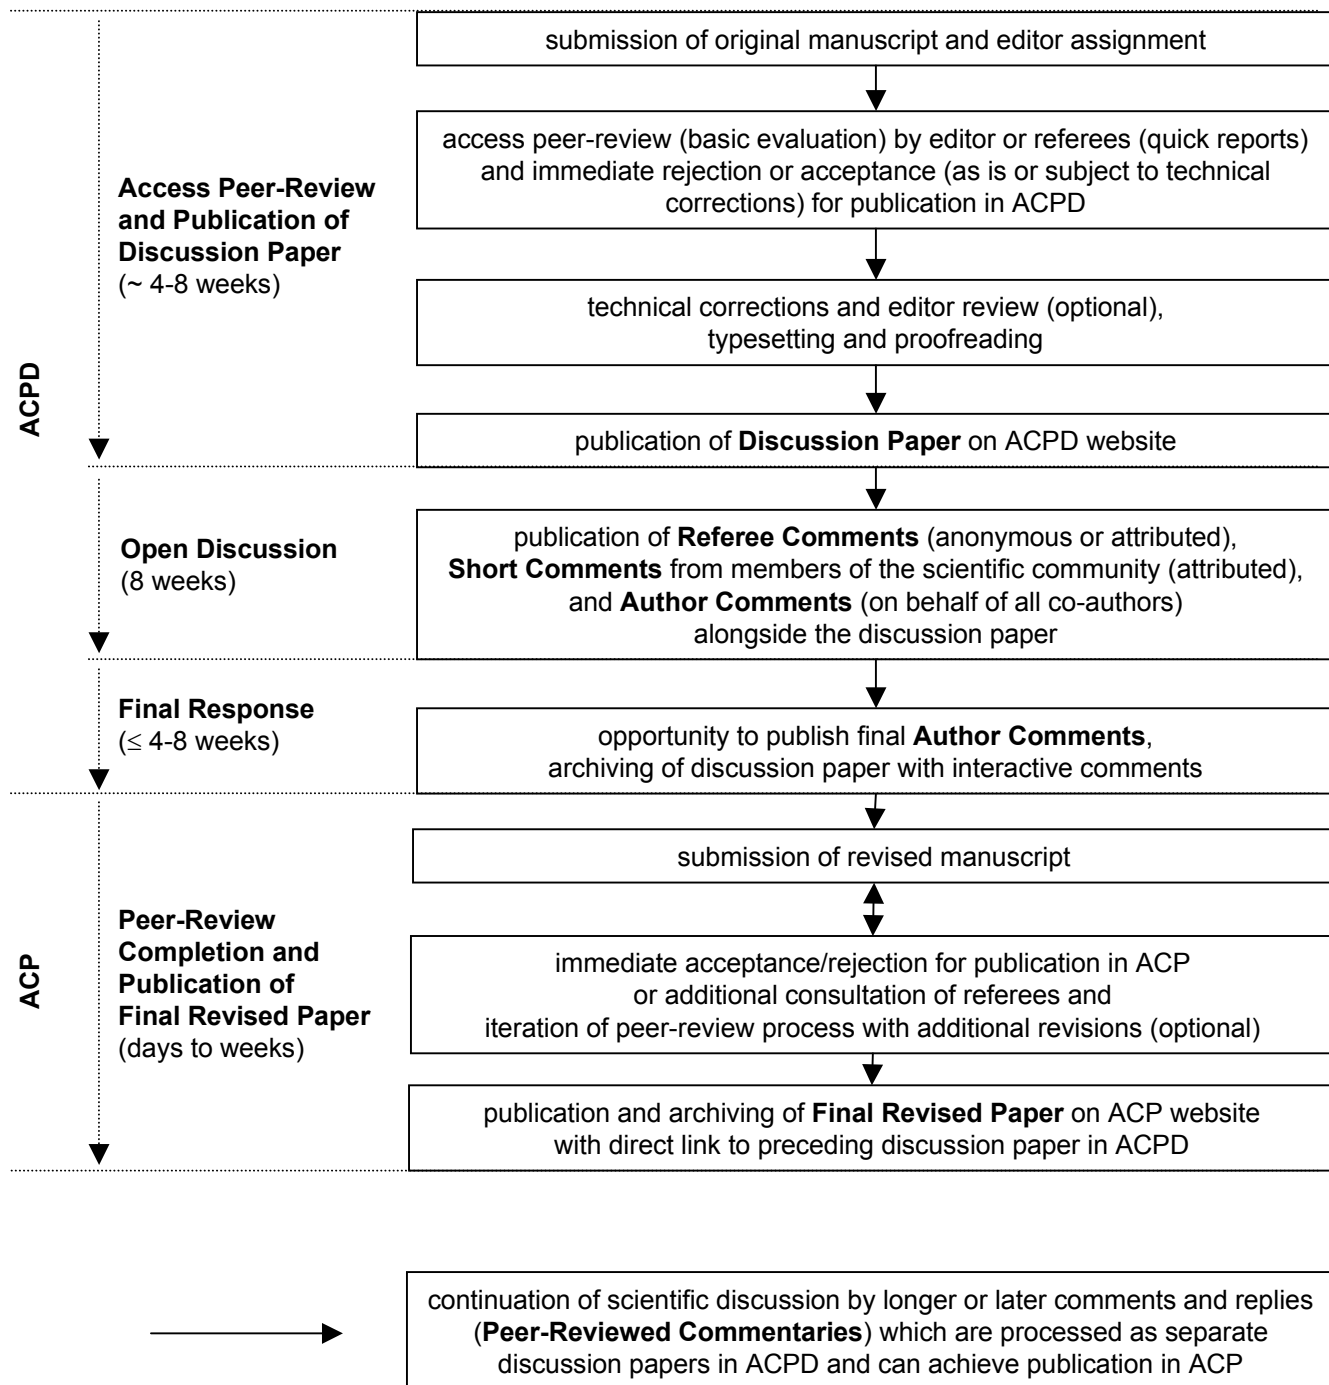 ACPD
Access Peer-Review
and Publication of
Discussion Paper
(~ 4-8 weeks)
submission of original manuscript and editor assignment
access peer-review (basic evaluation) by editor or referees (quick reports)
and immediate rejection or acceptance (as is or subject to technical
corrections) for publication in ACPD
technical corrections and editor review (optional),
typesetting and proofreading
publication of Discussion Paper on ACPD website
Open Discussion
(8 weeks)
publication of Referee Comments (anonymous or attributed),
Short Comments from members of the scientific community (attributed),
and Author Comments (on behalf of all co-authors)
alongside the discussion paper
Final Response
(≤ 4-8 weeks)
opportunity to publish final Author Comments,
archiving of discussion paper with interactive comments
ACP
Peer-Review
Completion and
Publication of
Final Revised Paper
(days to weeks)
submission of revised manuscript
immediate acceptance/rejection for publication in ACP
or additional consultation of referees and
iteration of peer-review process with additional revisions (optional)
publication and archiving of Final Revised Paper on ACP website
with direct link to preceding discussion paper in ACPD
continuation of scientific discussion by longer or later comments and replies
(Peer-Reviewed Commentaries) which are processed as separate
discussion papers in ACPD and can achieve publication in ACP